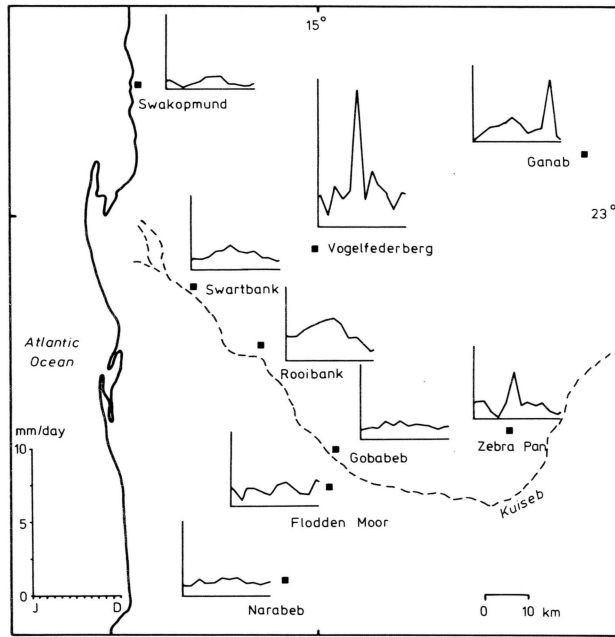 15°
Swakopmund
Ganab
23°
Vogelfederberg
Swartbank
Atlantic
Ocean
Rooibank
mm/day
10
5
0
J D
Gobabeb
Zebra Pan
Kuiseb
Flodden Moor
Narabeb
0 10 km